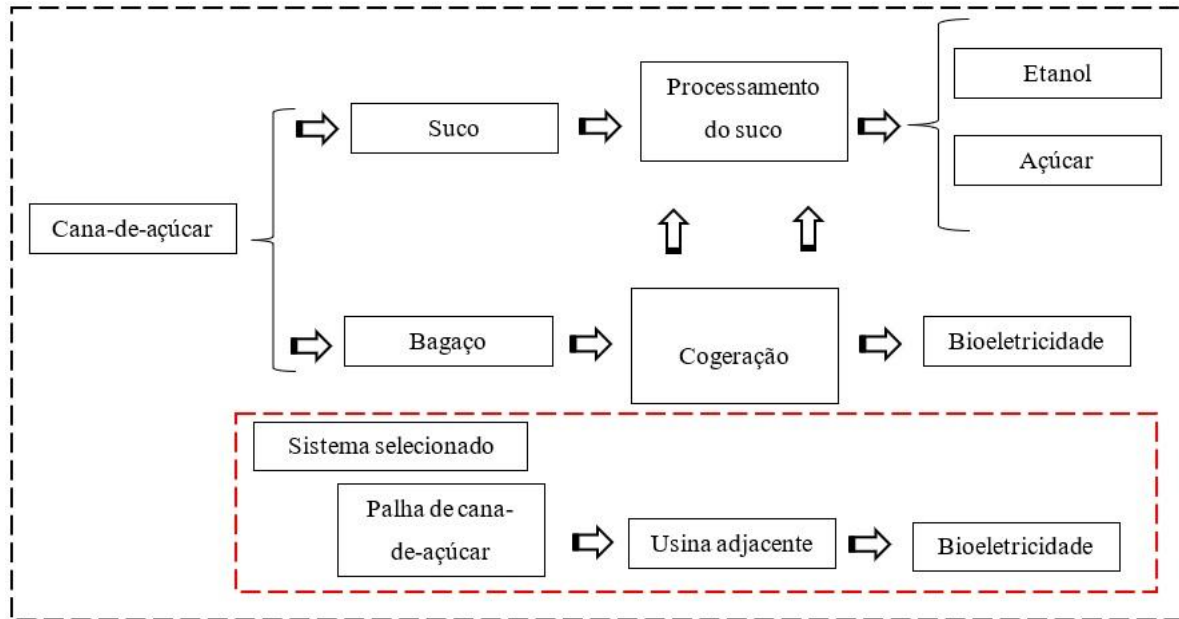 Etanol
Suco
Processamento
do suco
Açúcar
Cana-de-açúcar
Bagaço
Cogeração
Bioeletricidade
Sistema selecionado
Palha de cana-
de-açúcar
Usina adjacente
Bioeletricidade